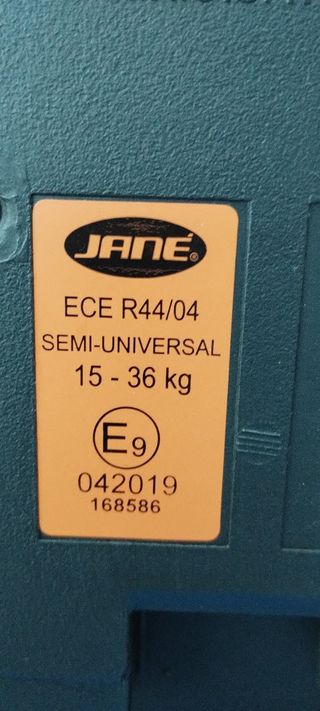 JANÉ®
ECE R44/04
SEMI-UNIVERSAL
15 - 36 kg
E9
042019
168586